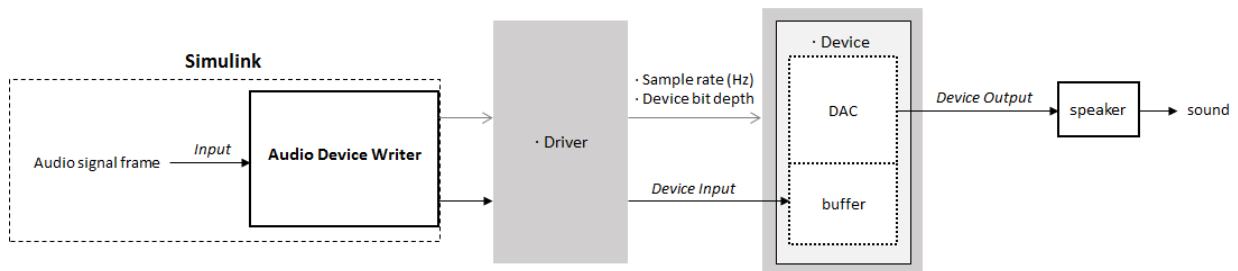 Simulink
Audio signal frame
Input
Audio Device Writer
· Driver
· Sample rate (Hz)
· Device bit depth
Device Input
· Device
DAC
buffer
Device Output
speaker
sound